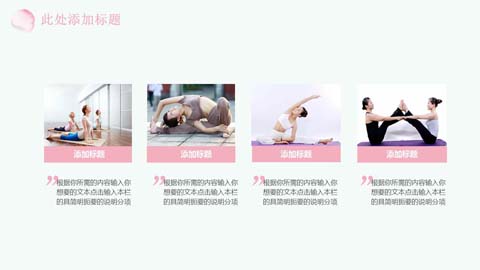 此处添加标题
添加标题
添加标题
添加标题
添加标题
根据你所需的内容输入你
想要的文本点击输入本栏
的具简明扼要的说明分项
根据你所需的内容输入你
想要的文本点击输入本栏
的具简明扼要的说明分项
根据你所需的内容输入你
想要的文本点击输入本栏
的具简明扼要的说明分项
根据你所需的内容输入你
想要的文本点击输入本栏
的具简明扼要的说明分项